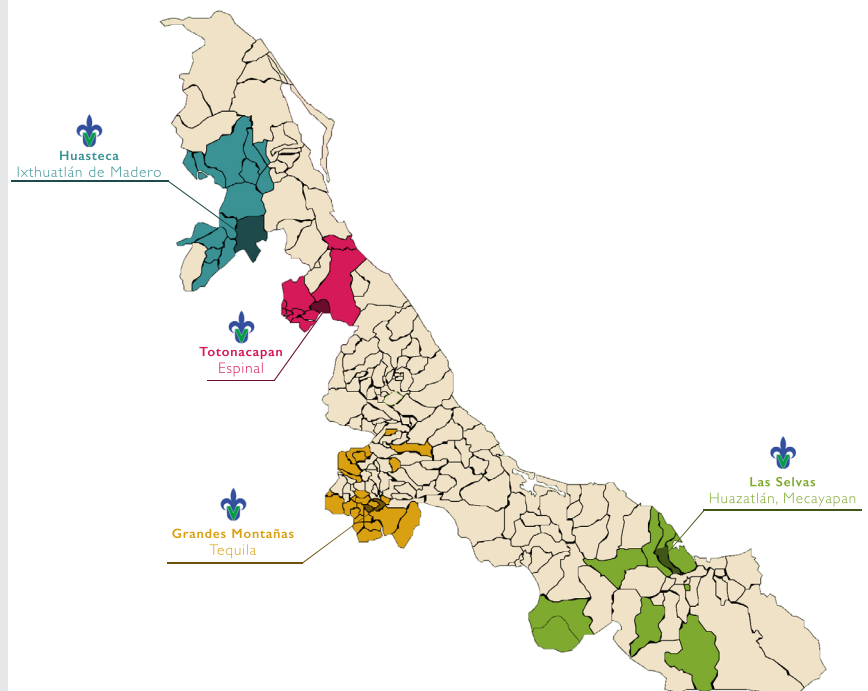 Huasteca
Ixthuatlán de Madero
Totonacapan
Espinal
Las Selvas
Huazatlán, Mecayapan
Grandes Montañas
Tequila